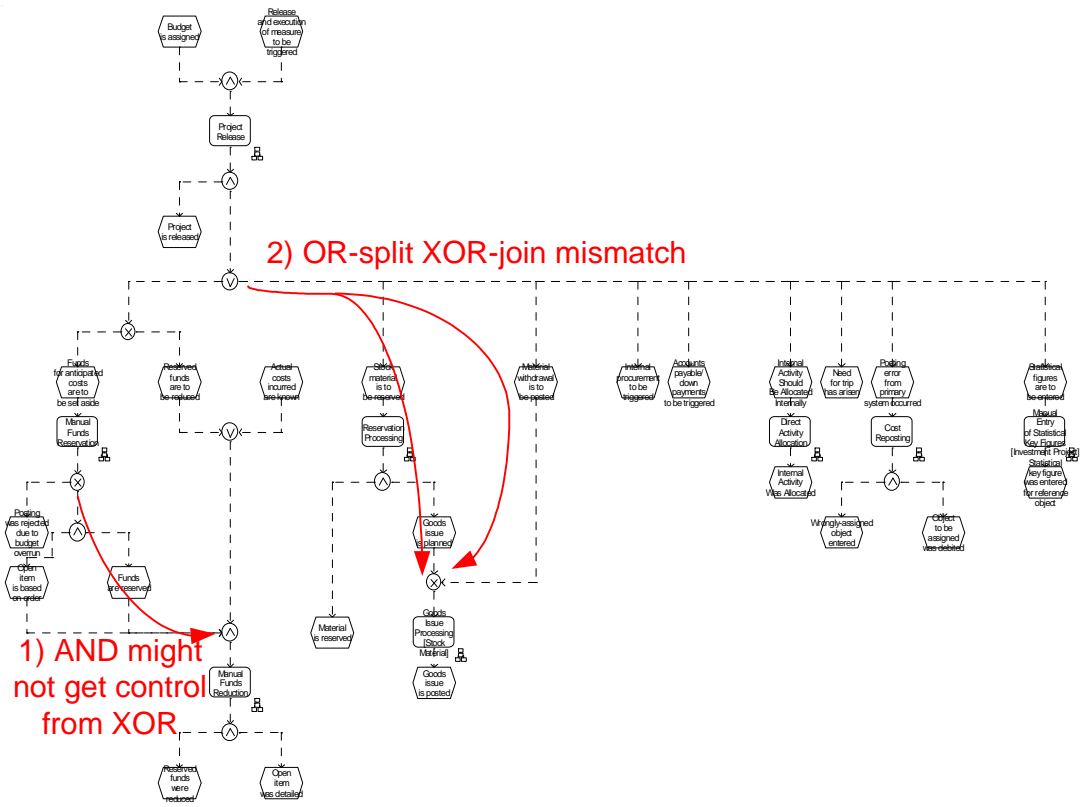 Budget
is assigned
Release
and execution
of measure
to be
triggered
Project
Release
Project
is released
2) OR-split XOR-join mismatch
Funds
for anticipated
costs
are to
be set aside
Reserved
funds
are to
be reduced
Actual
costs
incurred
are known
Stock
material
is to
be reserved
Material
withdrawal
is to
be posted
Internal
procurement
to be
triggered
Accounts
payable/
down
payments
to be triggered
Internal
Activity
Should
Be Allocated
Internally
Need
for trip
has arisen
Posting
error
from
primary
system occurred
Statistical
figures
are to
be entered
Manual
Funds
Reservation
Reservation
Processing
Direct
Activity
Allocation
Cost
Reposting
Manual
Entry
of Statistical
Key Figures
[Investment Project]
Internal
Activity
Was Allocated
Statistical
key figure
was entered
for reference
object
Posting
was rejected
due to
budget
overrun
Goods
issue
is planned
Wrongly-assigned
object
entered
Object
to be
assigned
was debited
Open
item
is based
on order
Funds
are reserved
Material
is reserved
Goods
Issue
Processing
[Stock
Material]
1) AND might
not get control
from XOR
Manual
Funds
Reduction
Goods
issue
is posted
Reserved
funds
were
reduced
Open
item
was detailed